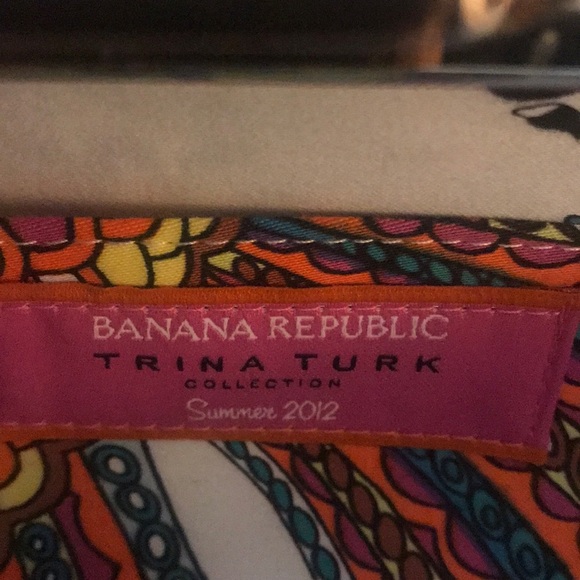 BANANA REPUBLIC
TRINA TURK
COLLECTION
Summer 2012